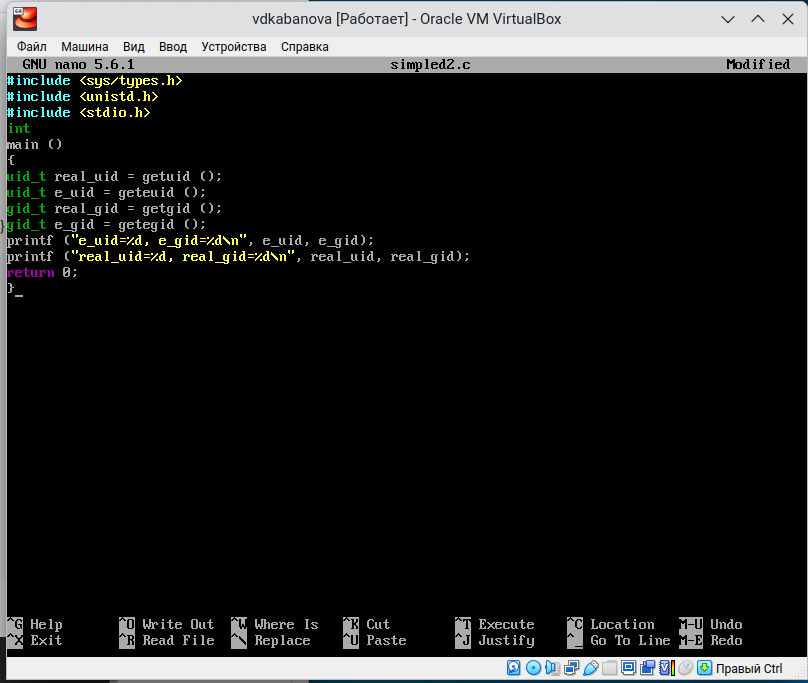 vdkabanova [Работает] - Oracle VM VirtualBox
Файл Машина Вид Ввод Устройства Справка
GNU nano 5.6.1 simpled2.c Modified
#include <sys/types.h>
#include <unistd.h>
#include <stdio.h>
int
main ()
{
uid_t real_uid = getuid ();
uid_t e_uid = geteuid ();
gid_t real_gid = getgid ();
gid_t e_gid = getegid ();
printf ("e_uid=%d, e_gid=%d\n", e_uid, e_gid);
printf ("real_uid=%d, real_gid=%d\n", real_uid, real_gid);
return 0;
}
^G Help ^O Write Out ^W Where Is ^K Cut ^T Execute ^C Location M-U Undo
^X Exit ^R Read File ^\ Replace ^U Paste ^J Justify ^_ Go To Line M-E Redo
Правый Ctrl